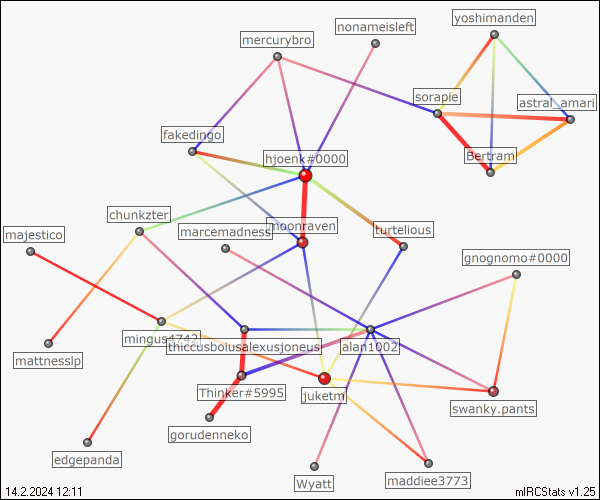 yoshimanden
nonameisleft
mercurybro
sorapie
astral_amari
fakedingo
hjoenk#0000
Bertram
chunkzter
moonraven
majestico
marcemadness
turtelious
gnognomo#0000
mingus4742
thiccusboiusalexusjoneus
alan1002
mattnesslp
Thinker#5995
juketm
swanky.pants
gorudenneko
edgepanda
Wyatt
maddiee3773
14.2.2024 12:11
mIRCStats v1.25